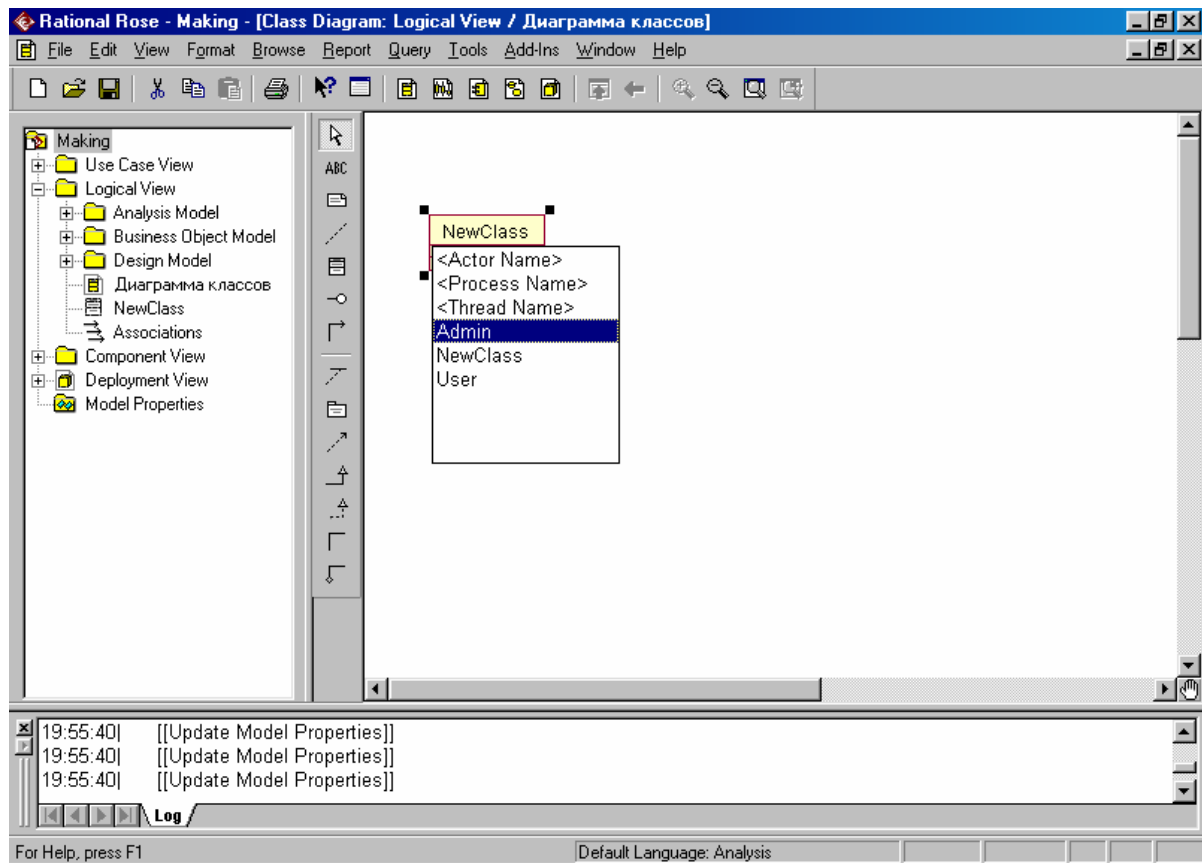 Rational Rose - Making - [Class Diagram: Logical View / Диаграмма классов]
File Edit View Format Browse Report Query Tools Add-Ins Window Help
Making
Use Case View
Logical View
Analysis Model
Business Object Model
Design Model
Диаграмма классов
NewClass
Associations
Component View
Deployment View
Model Properties
ABC
NewClass
<Actor Name>
<Process Name>
<Thread Name>
Admin
NewClass
User
19:55:40| [[Update Model Properties]]
19:55:40| [[Update Model Properties]]
19:55:40| [[Update Model Properties]]
Log
For Help, press F1 Default Language: Analysis